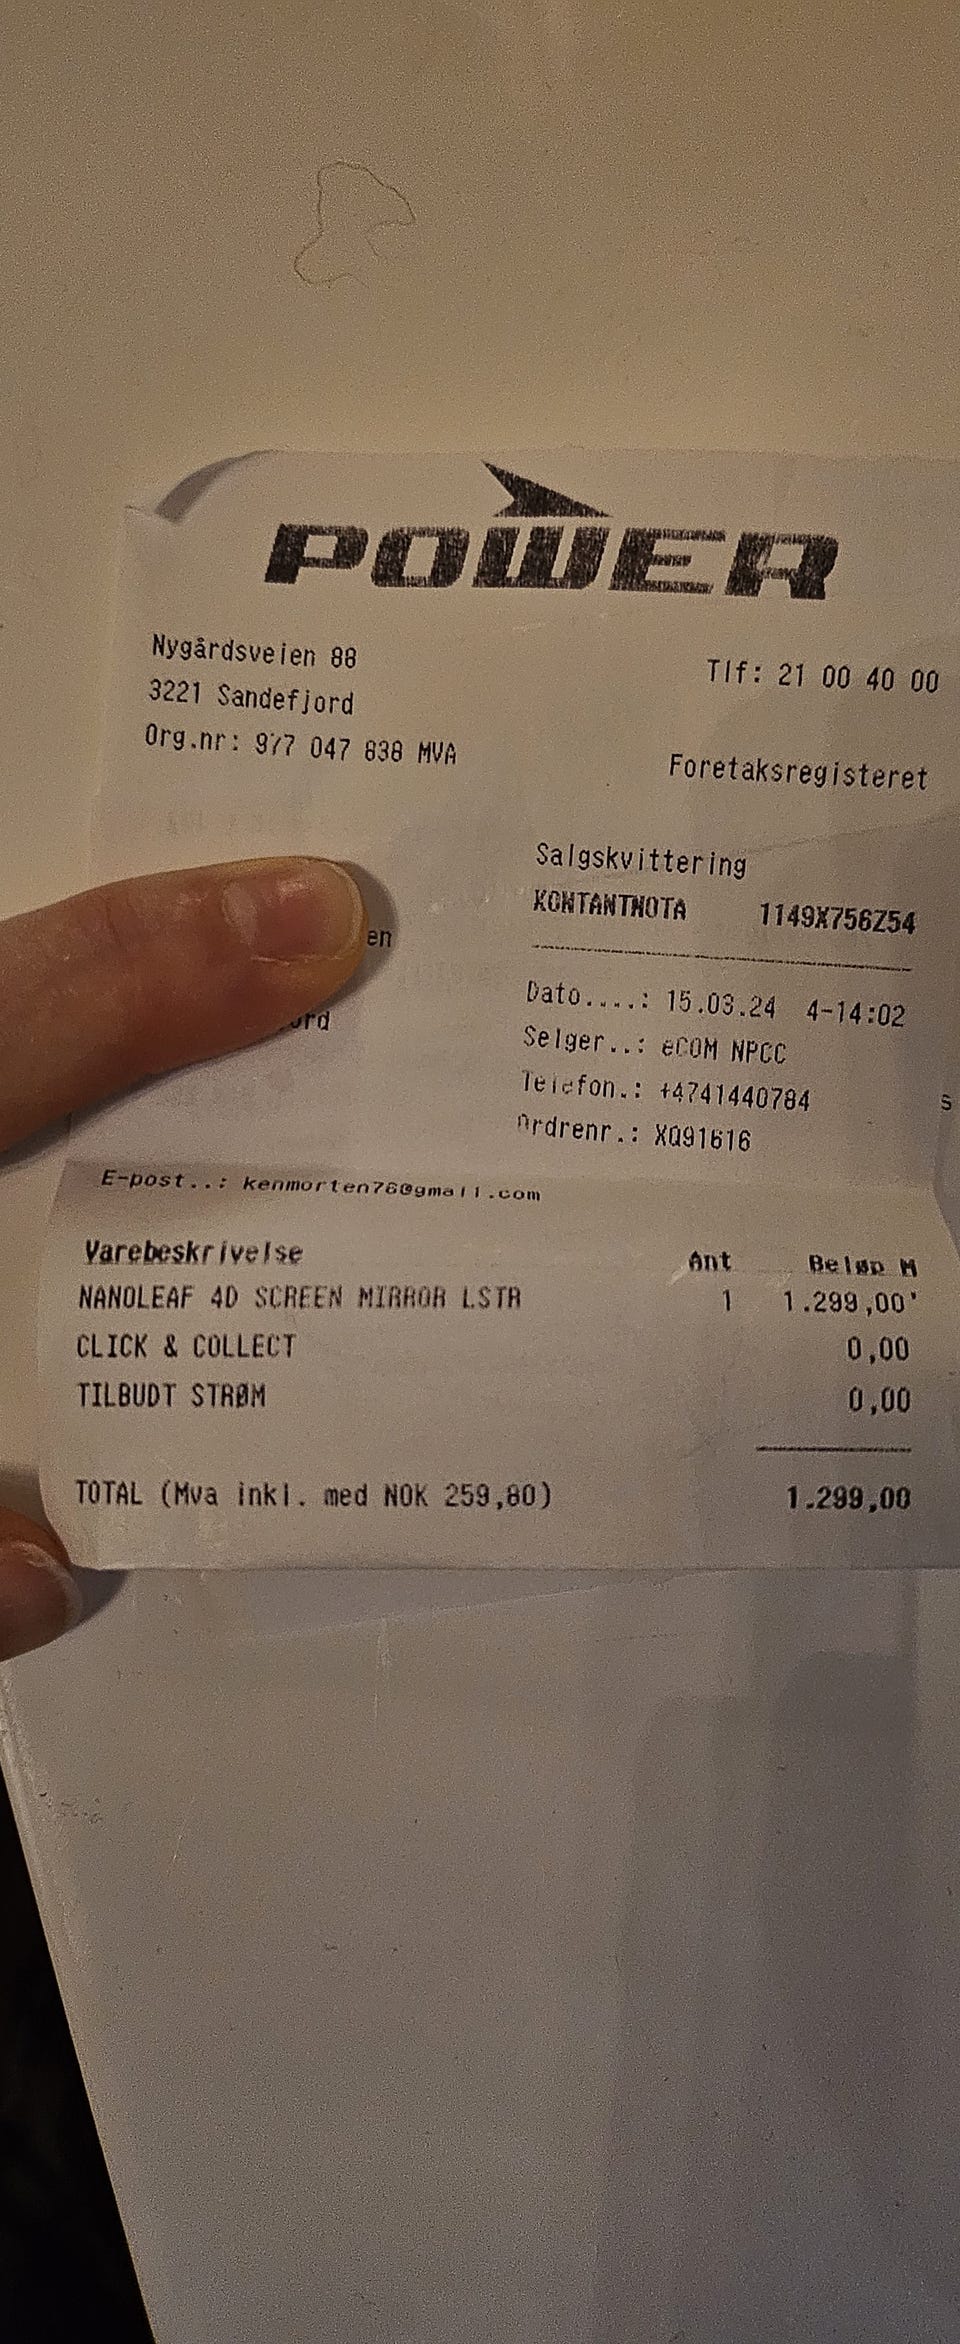 POWER
Nygårdsveien 88
Tlf: 21 00 40 00
3221 Sandefjord
Org.nr: 977 047 838 MVA
Foretaksregisteret
Salgskvittering
KONTANTNOTA 1149X756Z54
en
Dato....: 15.03.24 4-14:02
ord
Selger..: eCOM NPCC
Telefon.: +4741440784
s
Ordrenr.: XQ91616
E-post..: kenmorten76@gmail.com
Varebeskrivelse Ant Beløp M
NANOLEAF 4D SCREEN MIRROR LSTR 1 1.299,00'
CLICK & COLLECT 0,00
TILBUDT STRØM 0,00
TOTAL (Mva inkl. med NOK 259,80) 1.299,00